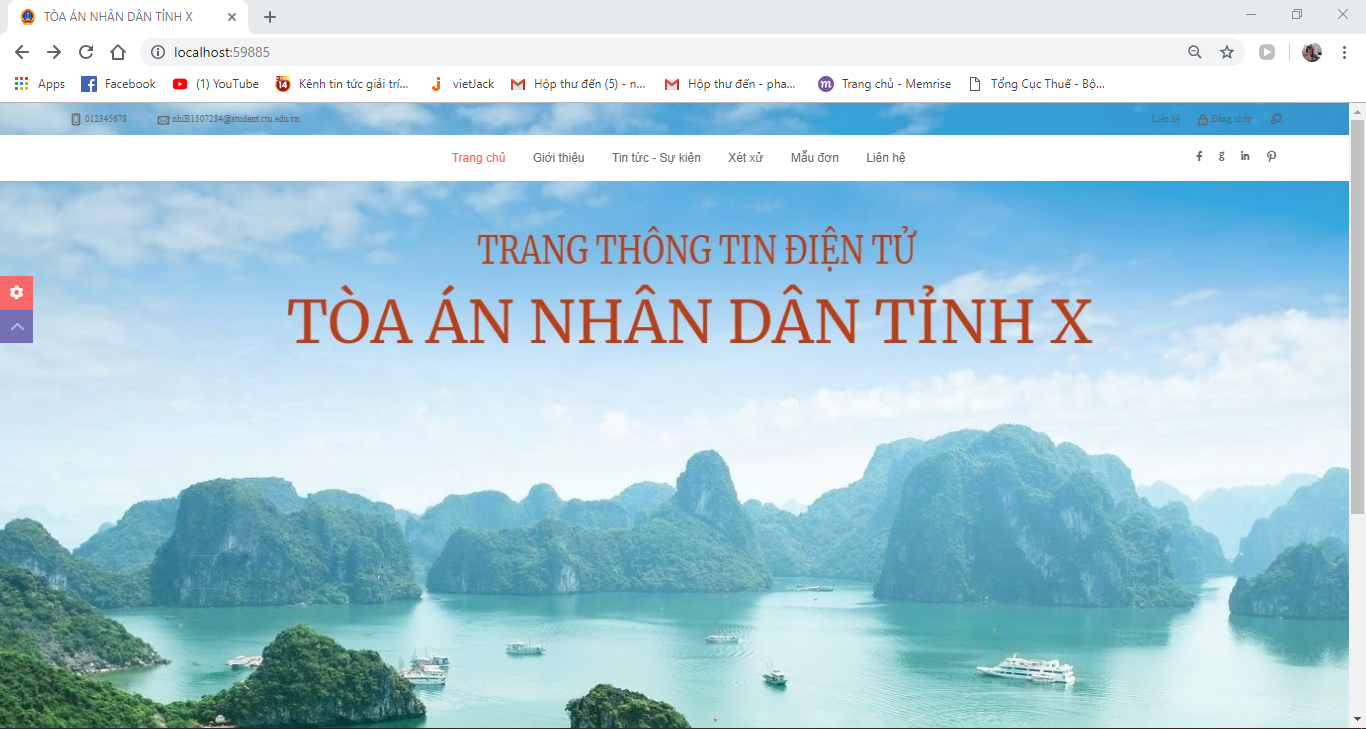 TÒA ÁN NHÂN DÂN TỈNH X
localhost:59885
Apps Facebook (1) YouTube Kênh tin tức giải trí... vietJack Hộp thư đến (5) - n... Hộp thư đến - pha... Trang chủ - Memrise Tổng Cục Thuế - Bộ...
012345678 nhiB1507284@student.ctu.edu.vn Liên hệ Đăng nhập
Trang chủ Giới thiệu Tin tức - Sự kiện Xét xử Mẫu đơn Liên hệ
TRANG THÔNG TIN ĐIỆN TỬ
TÒA ÁN NHÂN DÂN TỈNH X